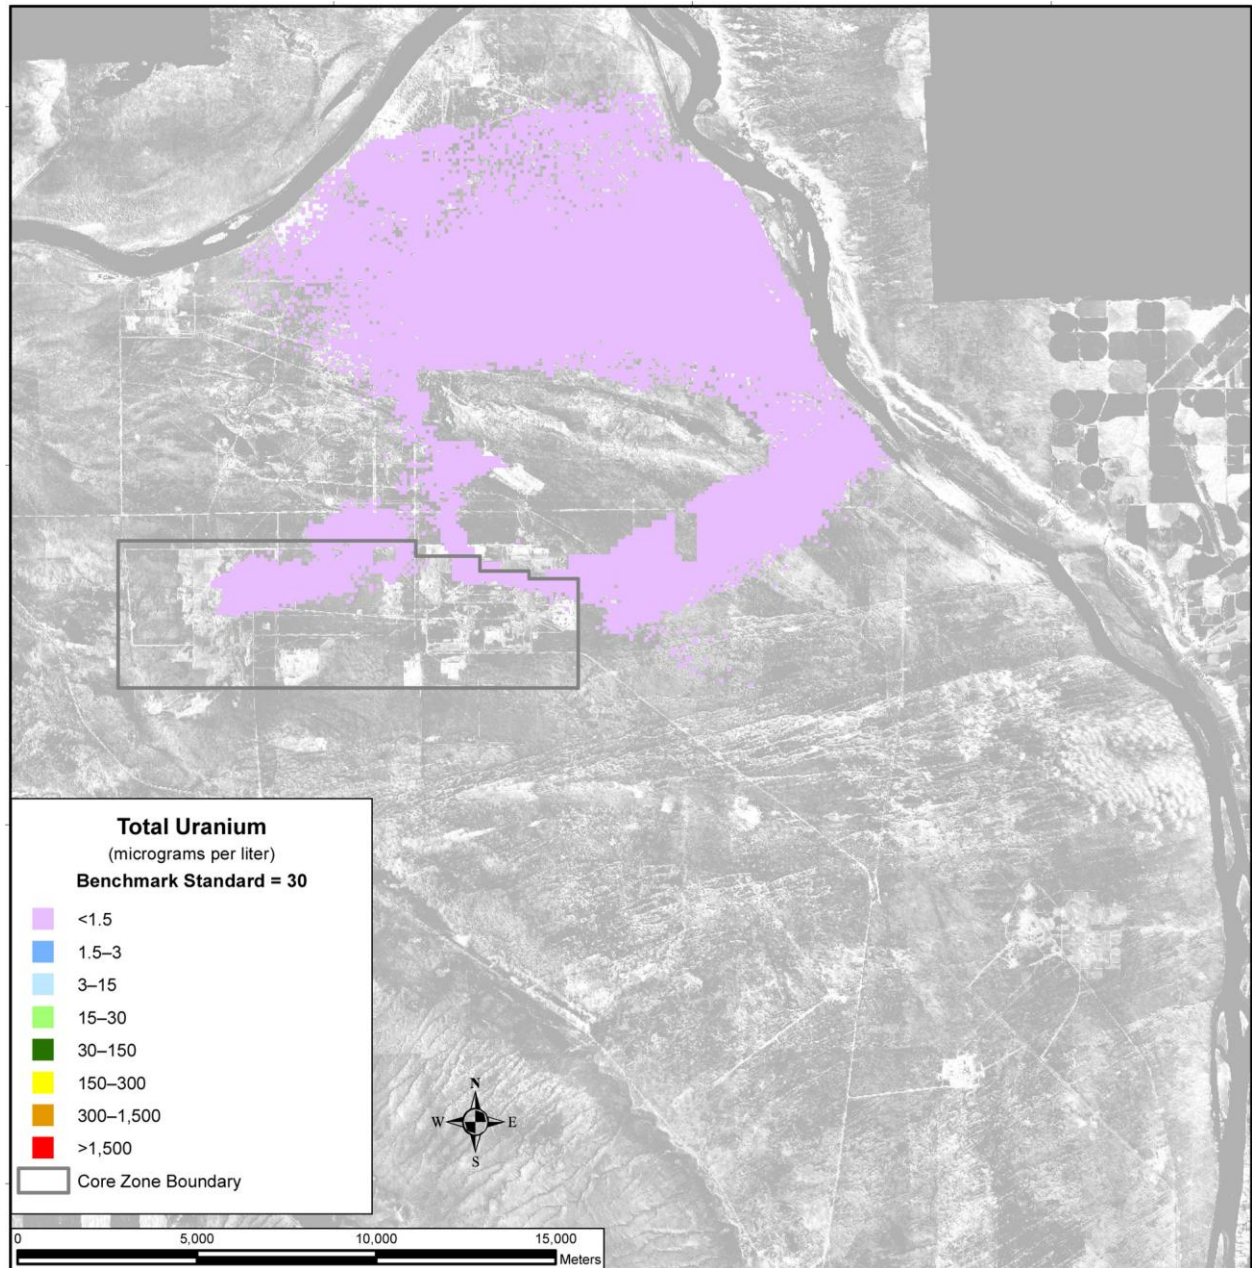 Total Uranium
(micrograms per liter)
Benchmark Standard = 30
<1.5
1.5–3
3–15
15–30
30–150
150–300
300–1,500
>1,500
Core Zone Boundary
N
W E
S
0 5,000 10,000 15,000
Meters